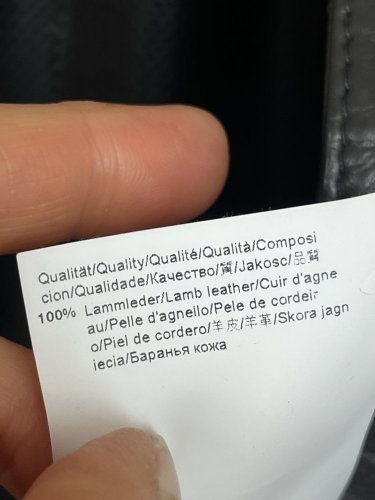 Qualität/Quality/Qualité/Qualità/Composi
cion/Qualidade/Качество/質/Jakosc/品質
100% Lammleder/Lamb leather/Cuir d'agne
au/Pelle d'agnello/Pele de cordeir
o/Piel de cordero/羊皮/羊革/Skora jagn
iecia/Баранья кожа